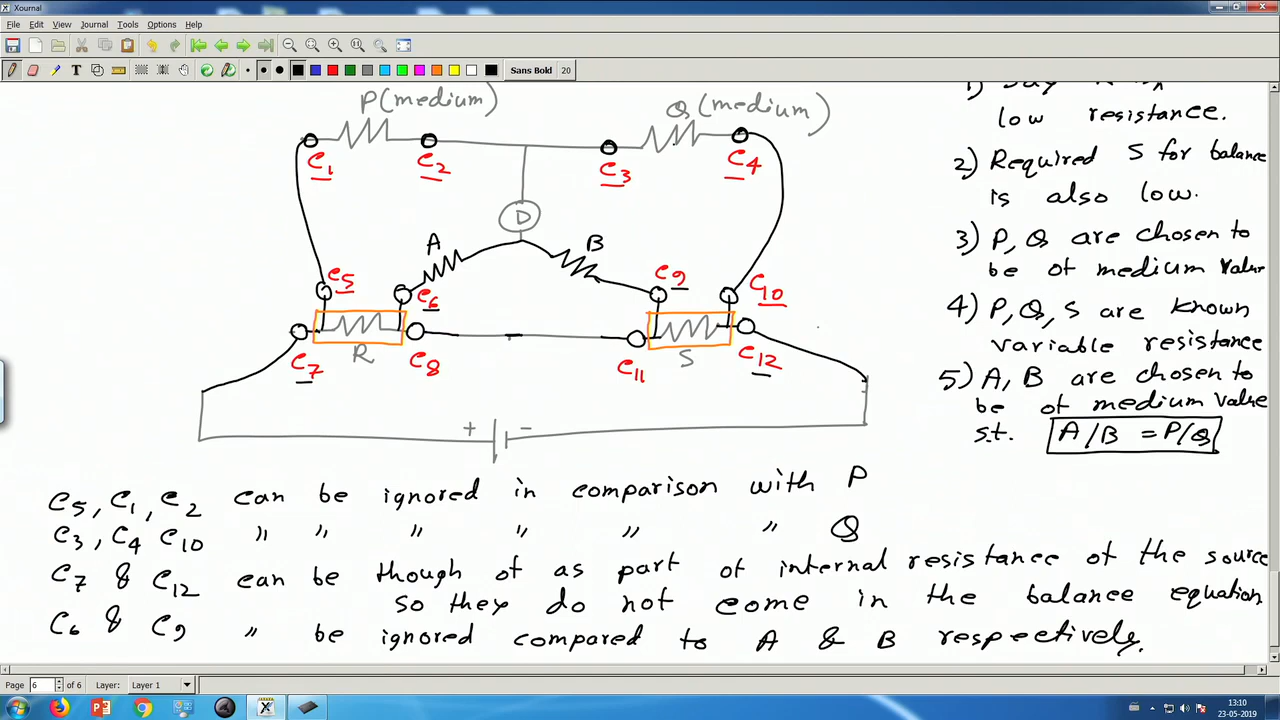 Xournal
File Edit View Journal Tools Options Help
Sans Bold 20
P(medium)
Q(medium)
C1 C2 C3 C4
D
A B
C5 C6 C9 C10
R S
C7 C8 C11 C12
+ -
low resistance.
2) Required S for balance
is also low.
3) P, Q are chosen to
be of medium value
4) P, Q, S are known
variable resistance
5) A, B are chosen to
be of medium value
s.t. A/B = P/Q
C5, C1, C2 can be ignored in comparison with P
C3, C4 C10 " " " " " " Q
C7 & C12 can be though of as part of internal resistance of the source
so they do not come in the balance equation
C6 & C9 " be ignored compared to A & B respectively.
Page 6 of 6 Layer: Layer 1
13:10
23-05-2019